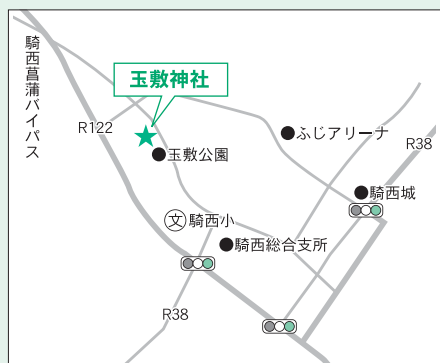 騎西菖蒲バイパス
玉敷神社
R122
ふじアリーナ
R38
玉敷公園
騎西城
文 騎西小
騎西総合支所
R38